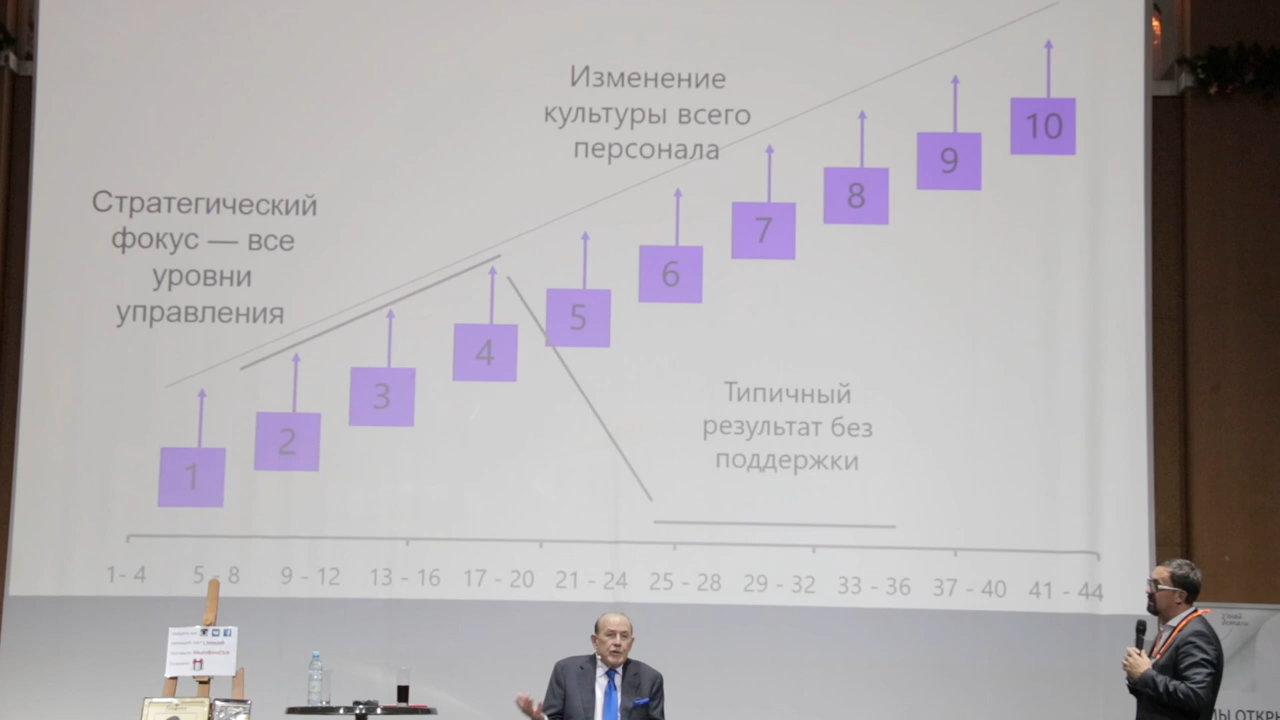 Изменение
культуры всего
персонала
Стратегический
фокус — все
уровни
управления
10
9
8
7
6
5
4
3
2
1
Типичный
результат без
поддержки
1- 4 5 - 8 9 - 12 13 - 16 17 - 20 21 - 24 25 - 28 29 - 32 33 - 36 37 - 40 41 - 44